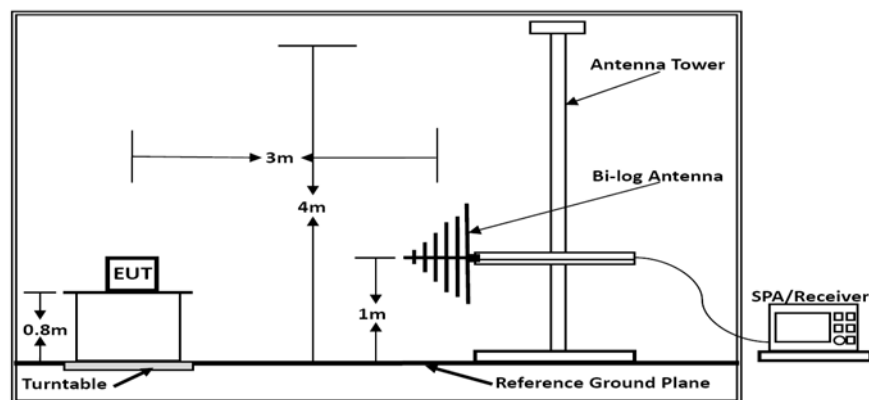 Antenna Tower
3m
Bi-log Antenna
4m
EUT
SPA/Receiver
0.8m
1m
Turntable
Reference Ground Plane